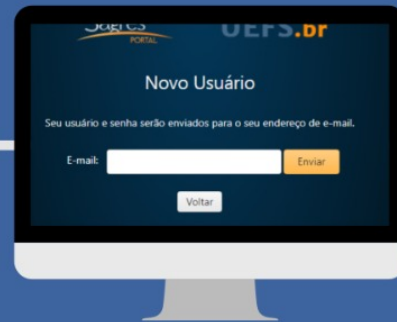 Sagres UEFS.br
PORTAL
Novo Usuário
Seu usuário e senha serão enviados para o seu endereço de e-mail.
E-mail: Enviar
Voltar